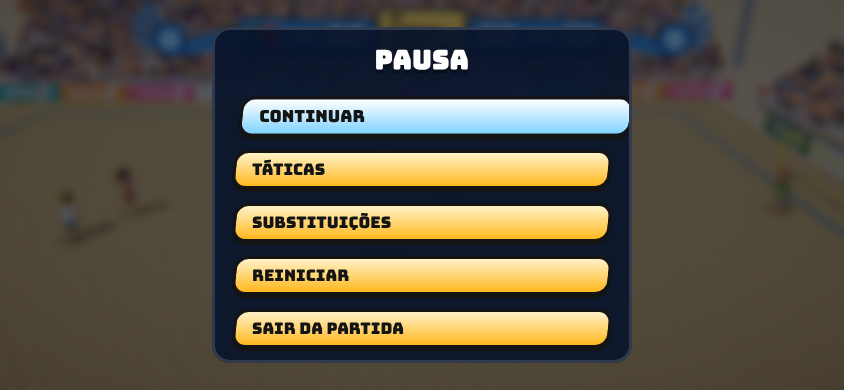 PAUSA
CONTINUAR
TÁTICAS
SUBSTITUIÇÕES
REINICIAR
SAIR DA PARTIDA